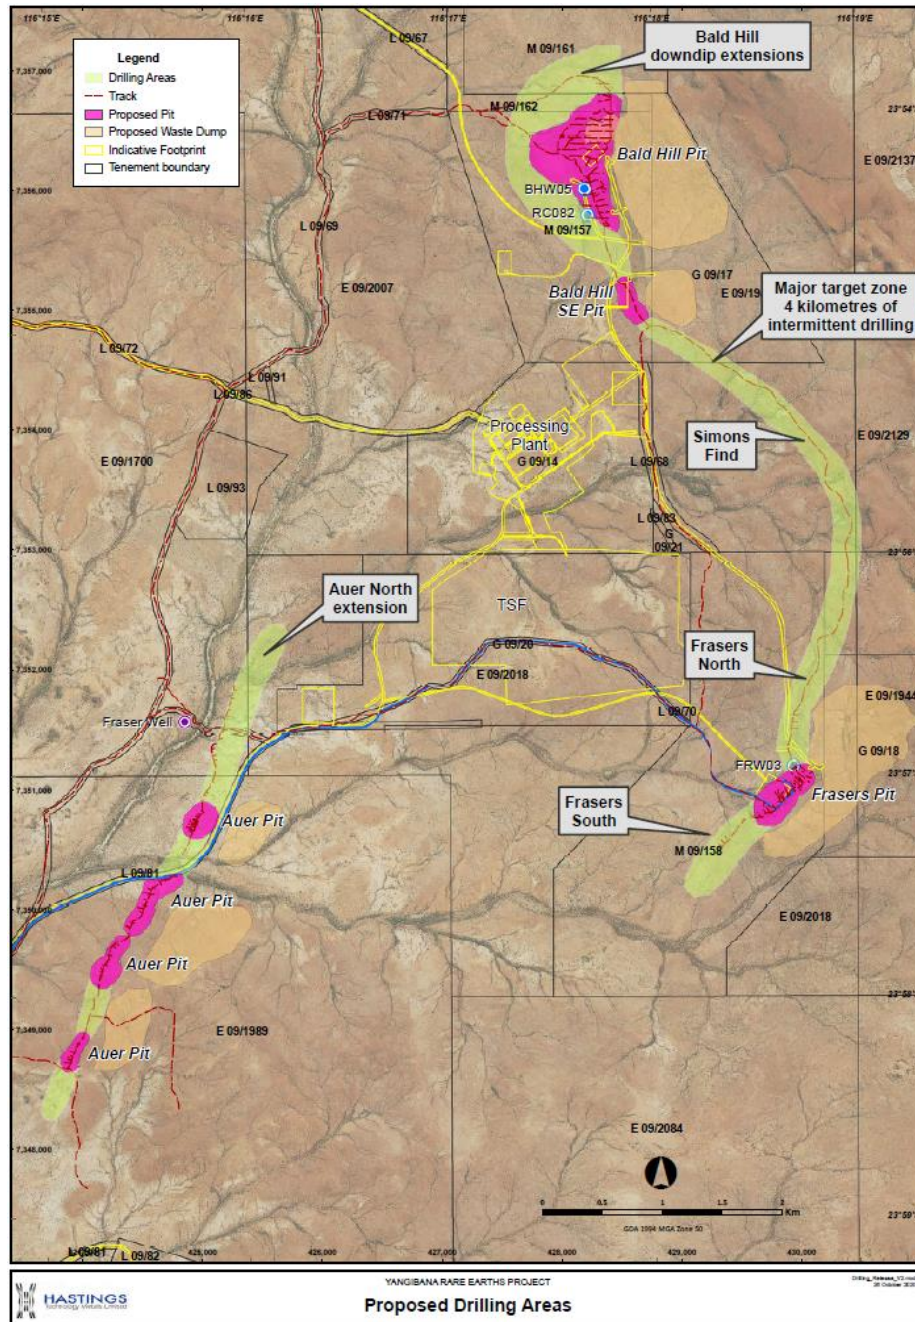 116°15'E 116°16'E 116°17'E 116°18'E 116°19'E
L 09/67
M 09/161
Bald Hill
downdip extensions
Legend
Drilling Areas
Track
Proposed Pit
Proposed Waste Dump
Indicative Footprint
Tenement boundary
7,357,000
L 09/71
M 09/162
23°54'
Bald Hill Pit
E 09/2137
7,356,000
BHW05
RC082
M 09/157
L 09/69
E 09/2007
G 09/17
E 09/19
Bald Hill
SE Pit
Major target zone
4 kilometres of
intermittent drilling
7,355,000
L 09/72
L 09/91
L 09/86
7,354,000
Processing
Plant
G 09/14
Simons
Find
E 09/2129
E 09/1700
L 09/68
L 09/93
L 09/83
G
09/21
7,353,000
23°56'
Auer North
extension
TSF
G 09/20
7,352,000
E 09/2018
Frasers
North
E 09/1944
Fraser Well
L 09/70
G 09/18
FRW03
23°57'
Frasers Pit
7,351,000
Auer Pit
Frasers
South
M 09/158
L 09/81
Auer Pit
7,350,000
E 09/2018
Auer Pit
23°58'
7,349,000
E 09/1989
Auer Pit
E 09/2084
7,348,000
0 0.5 1 1.5 2
Km
GDA 1994 MGA Zone 50
23°59'
L 09/81
L 09/82
425,000 426,000 427,000 428,000 429,000 430,000
HASTINGS
Technology Metals Limited
YANGIBANA RARE EARTHS PROJECT
Proposed Drilling Areas